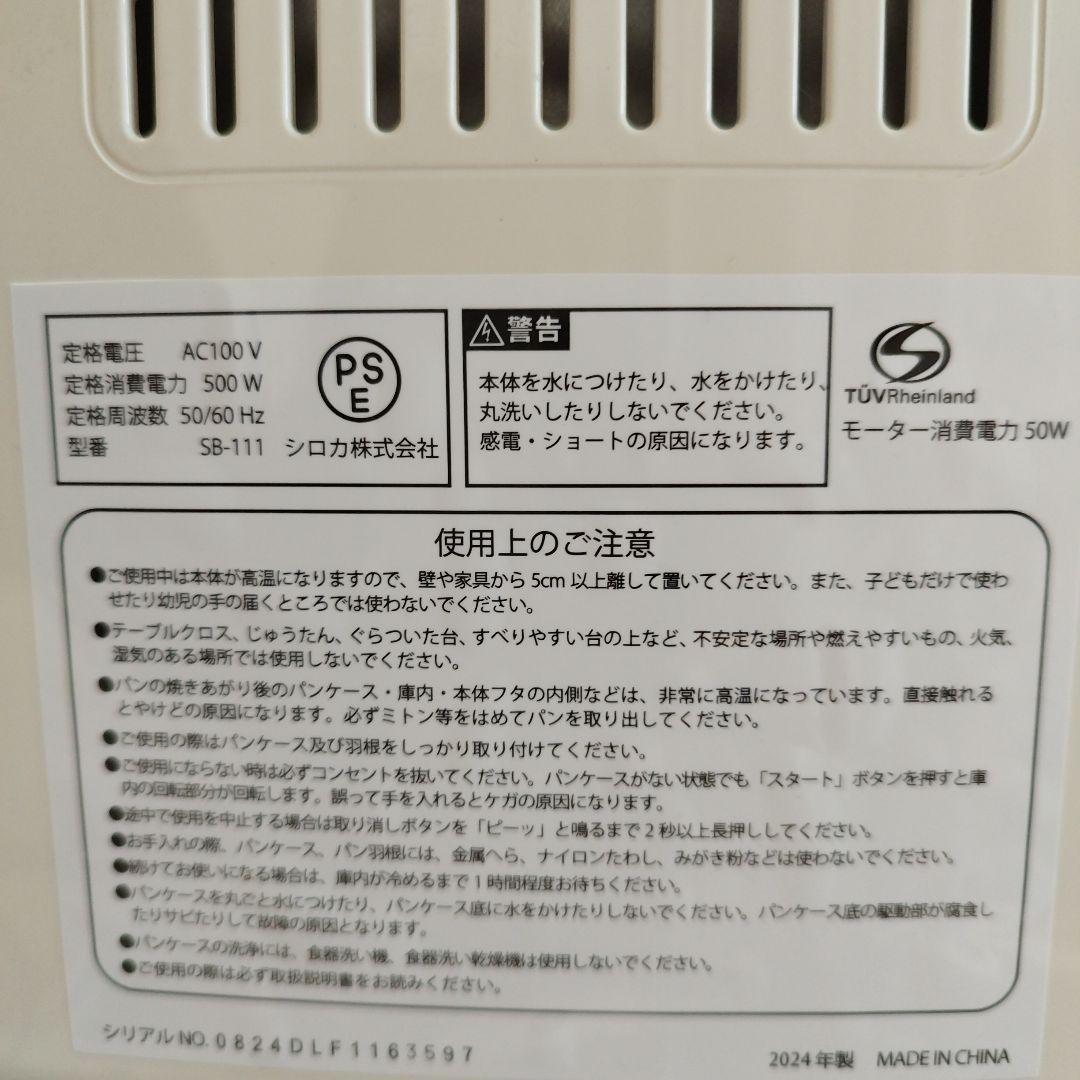 定格電圧 AC100 V
定格消費電力 500 W
定格周波数 50/60 Hz
型番 SB-111
PS
E
シロカ株式会社
警告
本体を水につけたり、水をかけたり、
丸洗いしたりしないでください。
感電・ショートの原因になります。
TÜVRheinland
モーター消費電力 50W
使用上のご注意
●ご使用中は本体が高温になりますので、壁や家具から 5cm 以上離して置いてください。また、子どもだけで使わ
せたり幼児の手の届くところでは使わないでください。
●テーブルクロス、じゅうたん、ぐらついた台、すべりやすい台の上など、不安定な場所や燃えやすいもの、火気、
湿気のある場所では使用しないでください。
●パンの焼きあがり後のパンケース・庫内・本体フタの内側などは、非常に高温になっています。直接触れる
とやけどの原因になります。必ずミトン等をはめてパンを取り出してください。
●ご使用の際はパンケース及び羽根をしっかり取り付けてください。
●ご使用にならない時は必ずコンセントを抜いてください。パンケースがない状態でも「スタート」ボタンを押すと庫
内の回転部分が回転します。誤って手を入れるとケガの原因になります。
●途中で使用を中止する場合は取り消しボタンを「ピーッ」と鳴るまで 2 秒以上長押ししてください。
●お手入れの際、パンケース、パン羽根には、金属へら、ナイロンたわし、みがき粉などは使わないでください。
●続けてお使いになる場合は、庫内が冷めるまで 1 時間程度お待ちください。
●パンケースを丸ごと水につけたり、パンケース底に水をかけたりしないでください。パンケース底の駆動部が腐食し
たりサビたりして故障の原因となります。
●パンケースの洗浄には、食器洗い機、食器洗い乾燥機は使用しないでください。
●ご使用の際は必ず取扱説明書をお読みください。
シリアルNO. 0824DLF1163597
2024 年製 MADE IN CHINA